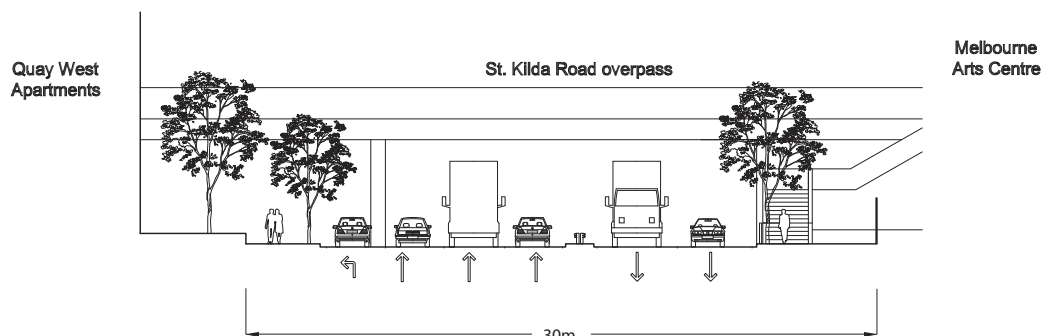 Quay West
Apartments
St. Kilda Road overpass
Melbourne
Arts Centre
30m